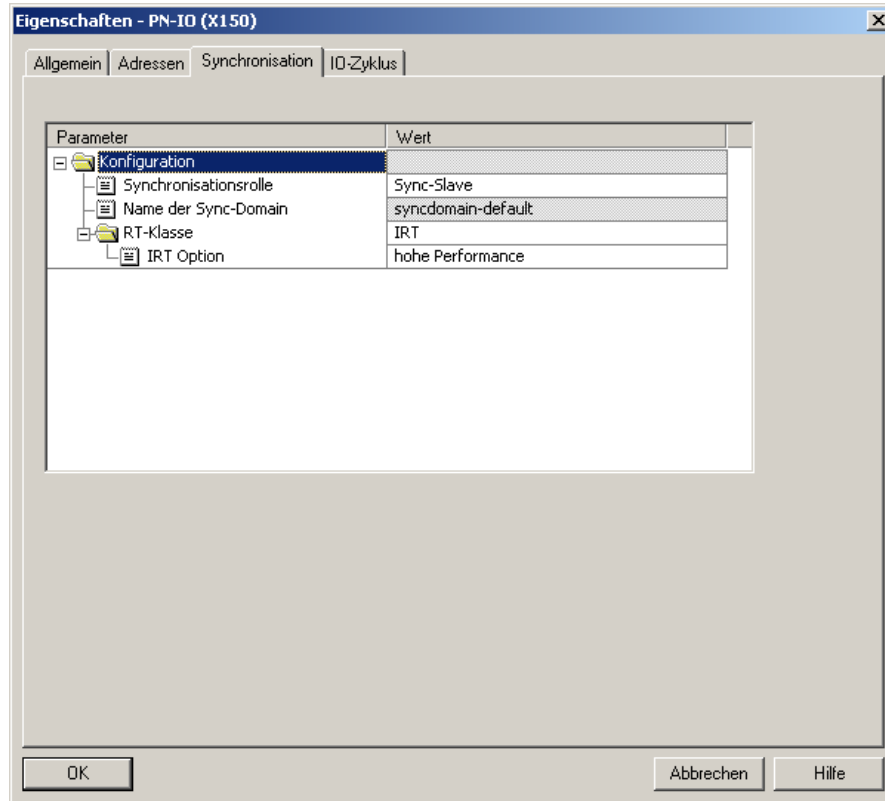 Eigenschaften - PN-IO (X150)
Allgemein Adressen Synchronisation IO-Zyklus
Parameter Wert
Konfiguration
Synchronisationsrolle Sync-Slave
Name der Sync-Domain syncdomain-default
RT-Klasse IRT
IRT Option hohe Performance
OK Abbrechen Hilfe